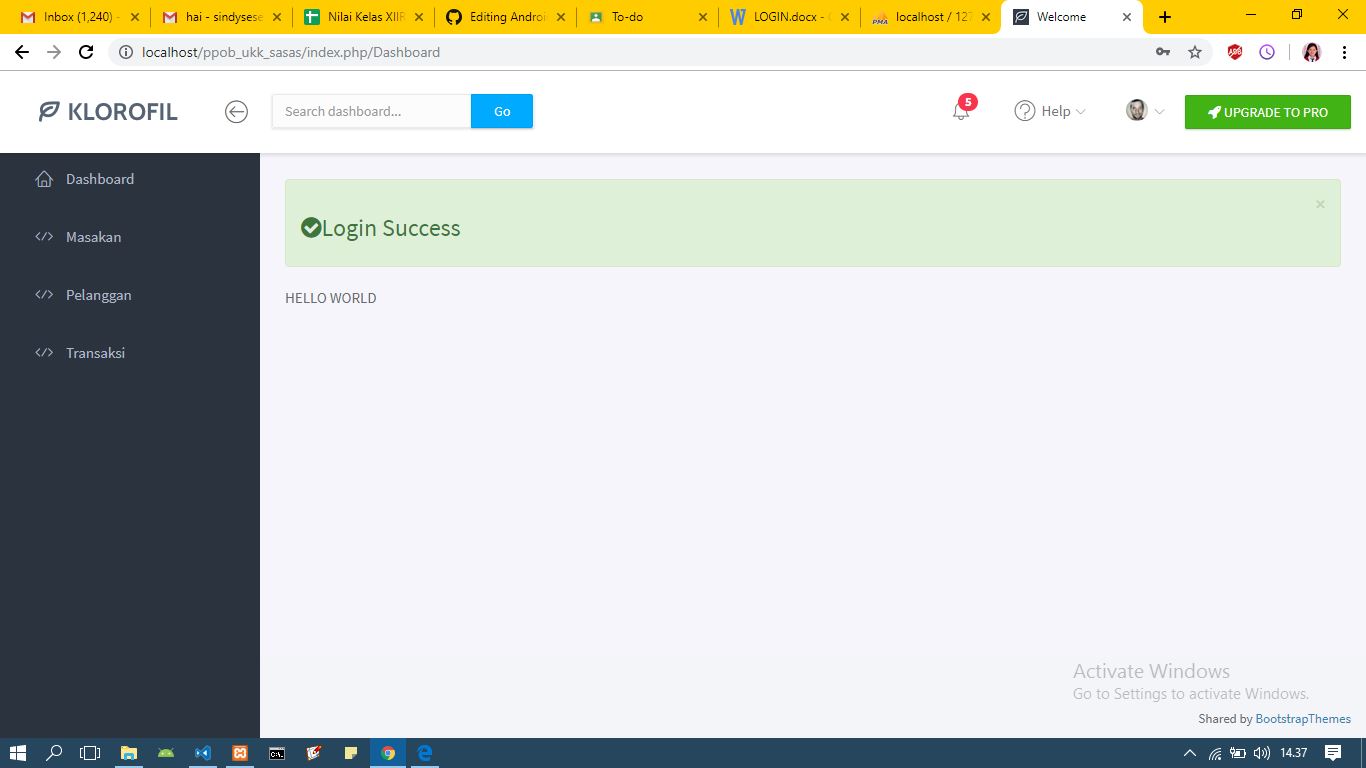 Inbox (1,240) -
hai - sindysese
Nilai Kelas XIIR
Editing Androi
To-do
LOGIN.docx - G
PMA
localhost / 127
Welcome
localhost/ppob_ukk_sasas/index.php/Dashboard
ABP
KLOROFIL
Search dashboard...
Go
5
Help
UPGRADE TO PRO
Dashboard
Masakan
Pelanggan
Transaksi
Login Success
×
HELLO WORLD
Activate Windows
Go to Settings to activate Windows.
Shared by BootstrapThemes
14.37